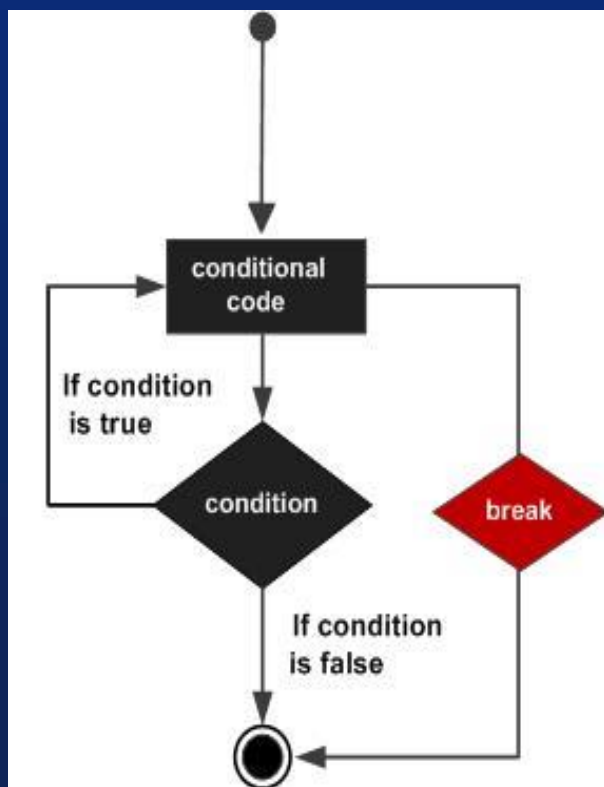 conditional
code
If condition
is true
condition
break
If condition
is false